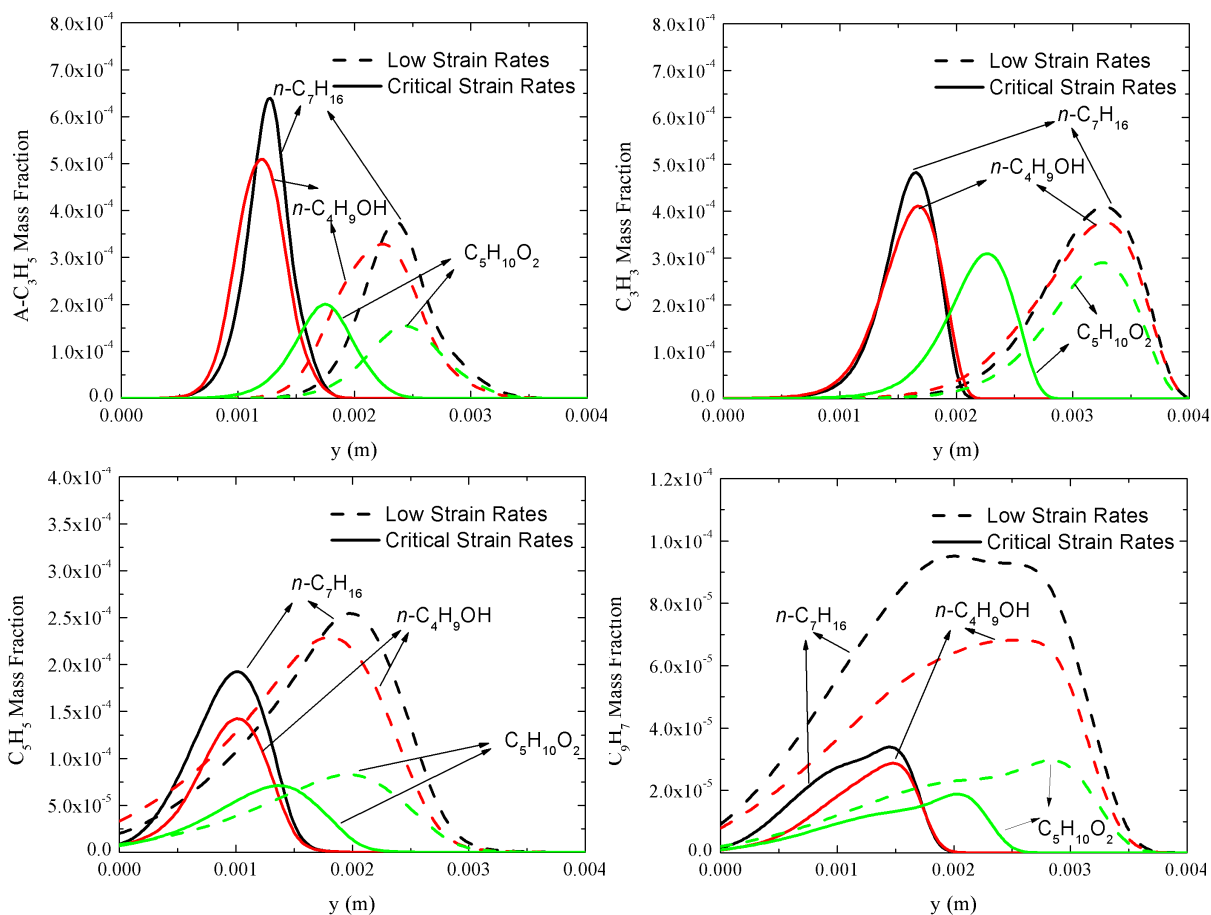 8.0x10⁻⁴
7.0x10⁻⁴
6.0x10⁻⁴
5.0x10⁻⁴
4.0x10⁻⁴
3.0x10⁻⁴
2.0x10⁻⁴
1.0x10⁻⁴
0.0
A-C₃H₅ Mass Fraction
Low Strain Rates
Critical Strain Rates
n-C₇H₁₆
n-C₄H₉OH
C₅H₁₀O₂
0.000 0.001 0.002 0.003 0.004
y (m)
8.0x10⁻⁴
7.0x10⁻⁴
6.0x10⁻⁴
5.0x10⁻⁴
4.0x10⁻⁴
3.0x10⁻⁴
2.0x10⁻⁴
1.0x10⁻⁴
0.0
C₃H₃ Mass Fraction
Low Strain Rates
Critical Strain Rates
n-C₇H₁₆
n-C₄H₉OH
C₅H₁₀O₂
0.000 0.001 0.002 0.003 0.004
y (m)
4.0x10⁻⁴
3.5x10⁻⁴
3.0x10⁻⁴
2.5x10⁻⁴
2.0x10⁻⁴
1.5x10⁻⁴
1.0x10⁻⁴
5.0x10⁻⁵
0.0
C₅H₅ Mass Fraction
Low Strain Rates
Critical Strain Rates
n-C₇H₁₆
n-C₄H₉OH
C₅H₁₀O₂
0.000 0.001 0.002 0.003 0.004
y (m)
1.2x10⁻⁴
1.0x10⁻⁴
8.0x10⁻⁵
6.0x10⁻⁵
4.0x10⁻⁵
2.0x10⁻⁵
0.0
C₉H₇ Mass Fraction
Low Strain Rates
Critical Strain Rates
n-C₇H₁₆
n-C₄H₉OH
C₅H₁₀O₂
0.000 0.001 0.002 0.003 0.004
y (m)